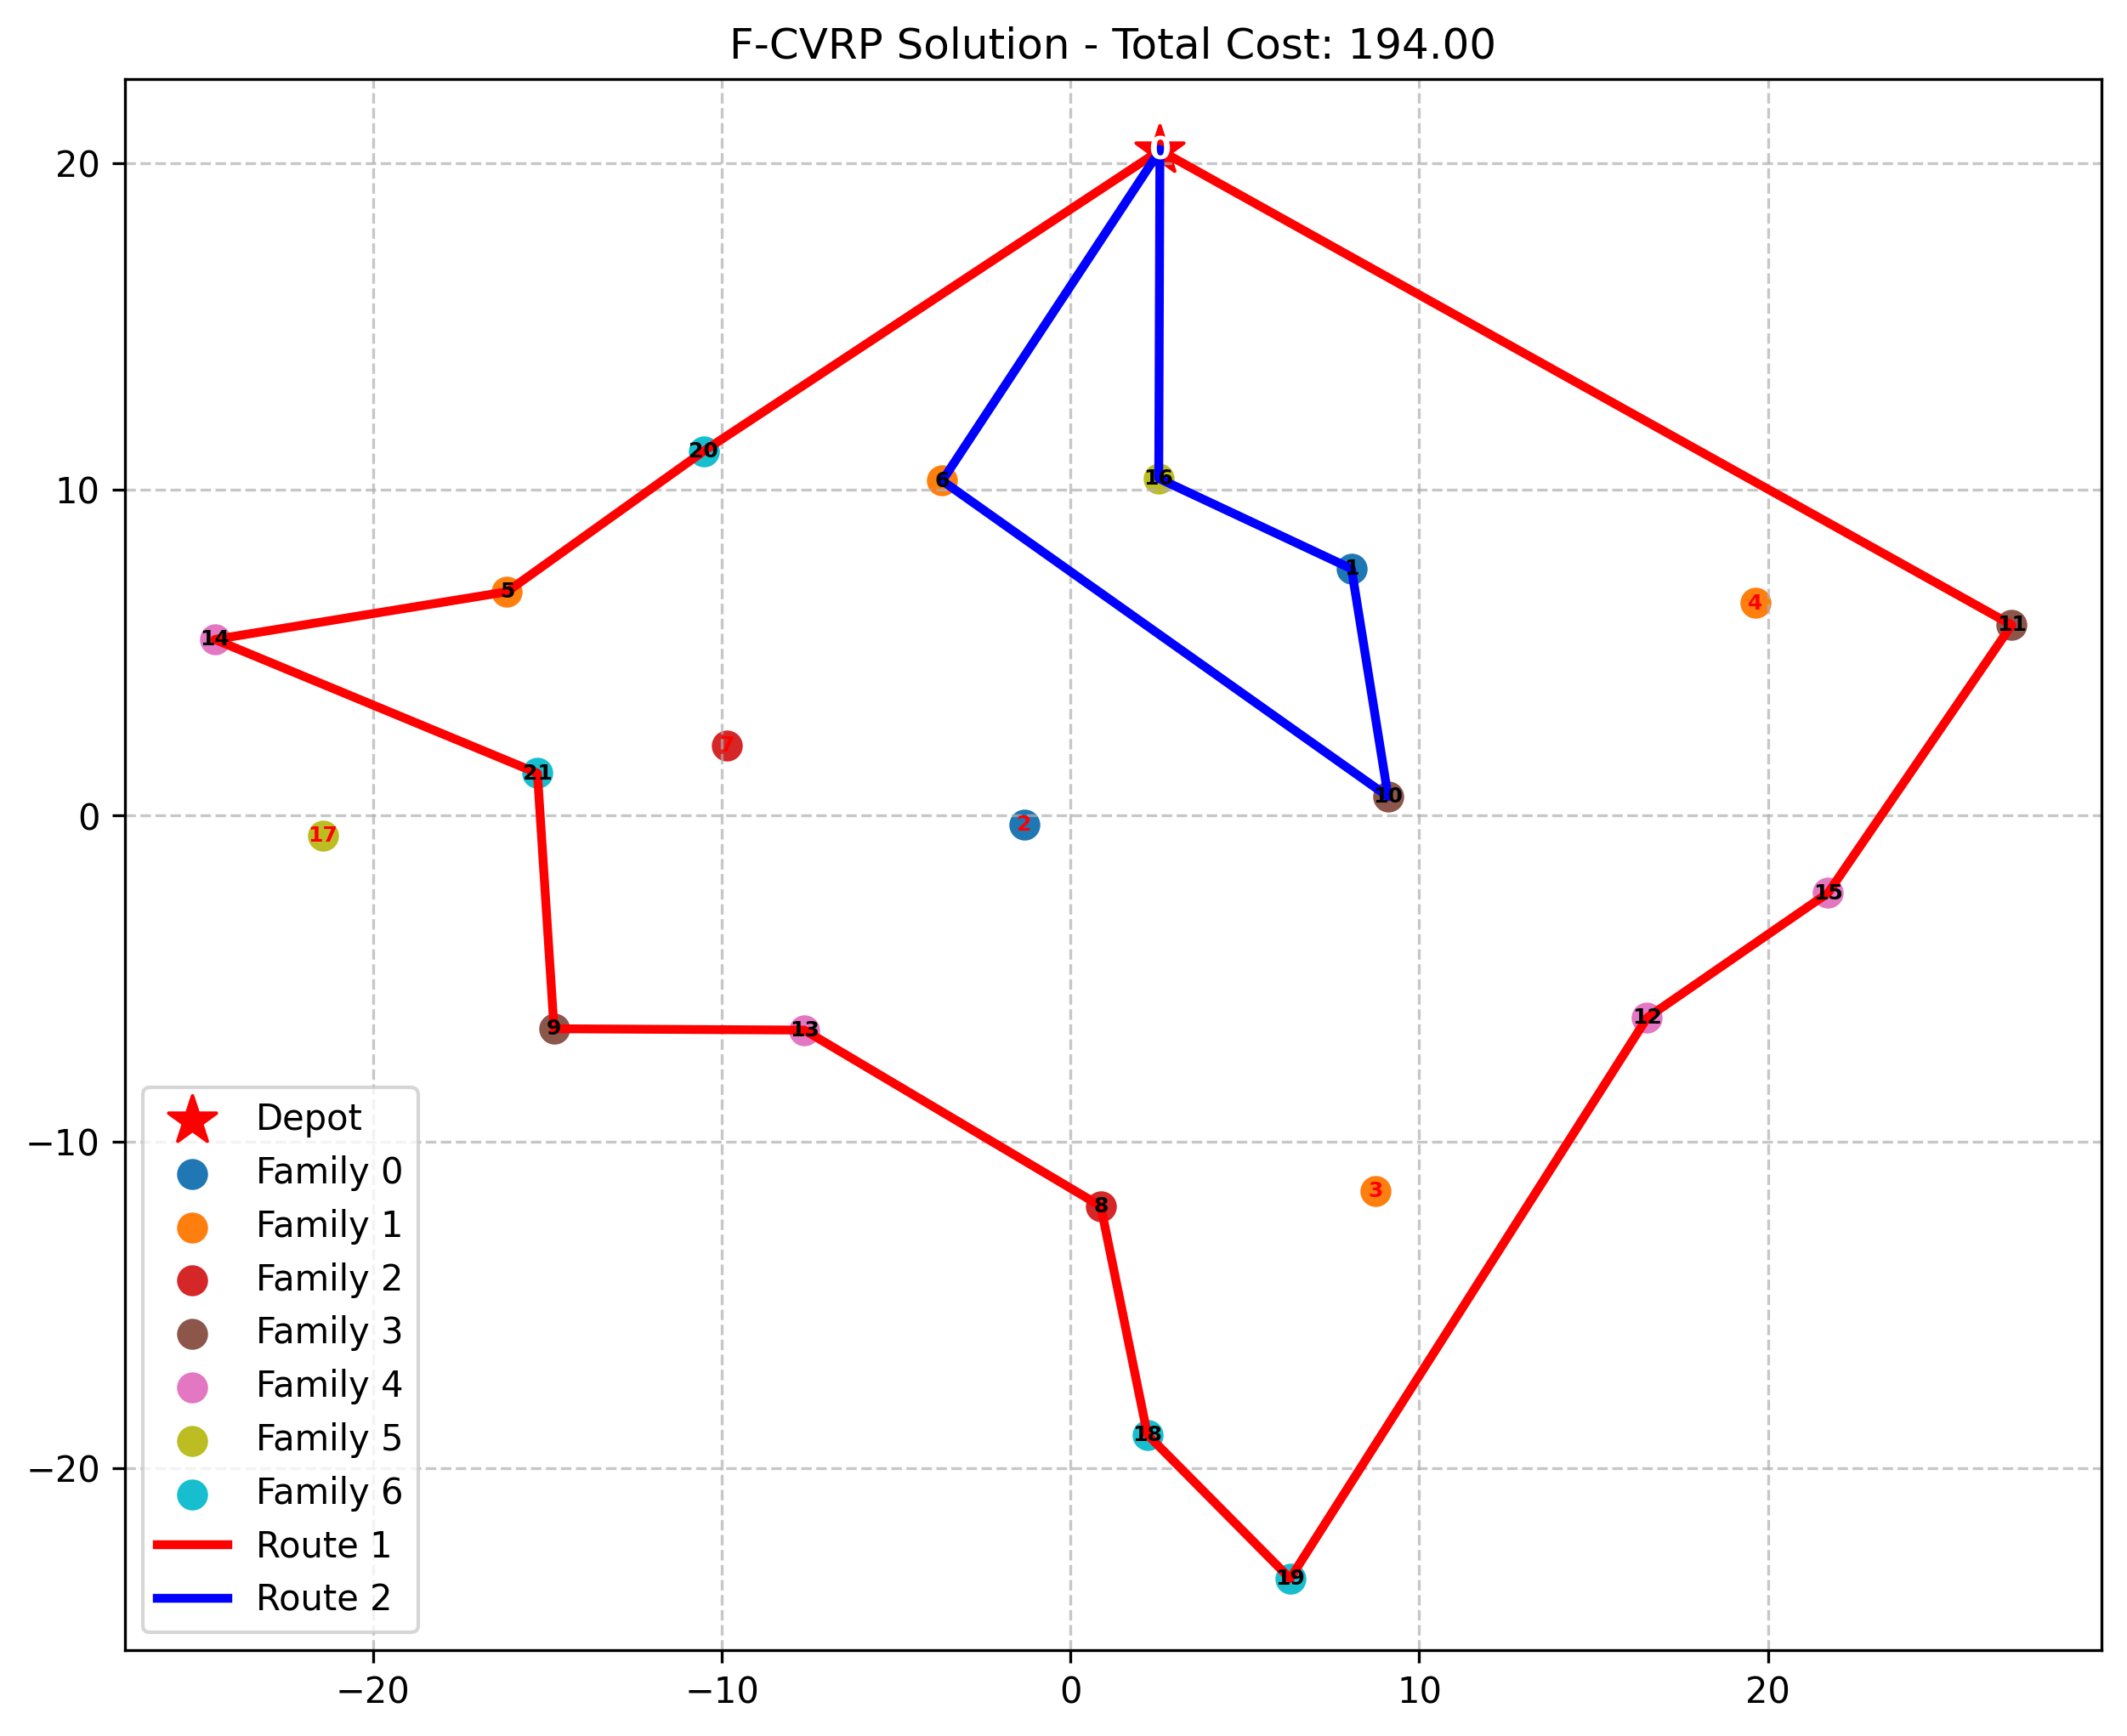 F-CVRP Solution - Total Cost: 194.00
20
10
0
−10
−20
−20
−10
0
10
20
0
20
6
16
1
5
4
11
14
7
21
10
2
17
15
12
9
13
3
8
18
19
Depot
Family 0
Family 1
Family 2
Family 3
Family 4
Family 5
Family 6
Route 1
Route 2